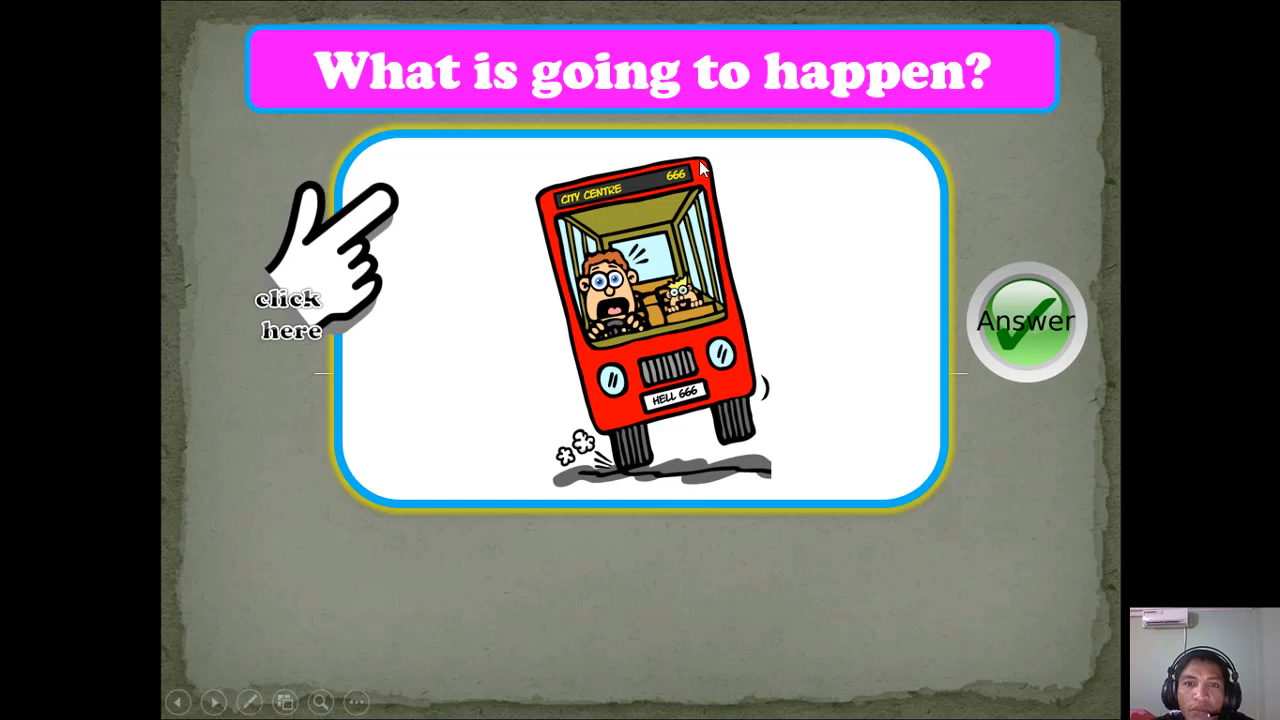 What is going to happen?
CITY CENTRE 666
click
here
Answer
HELL 666